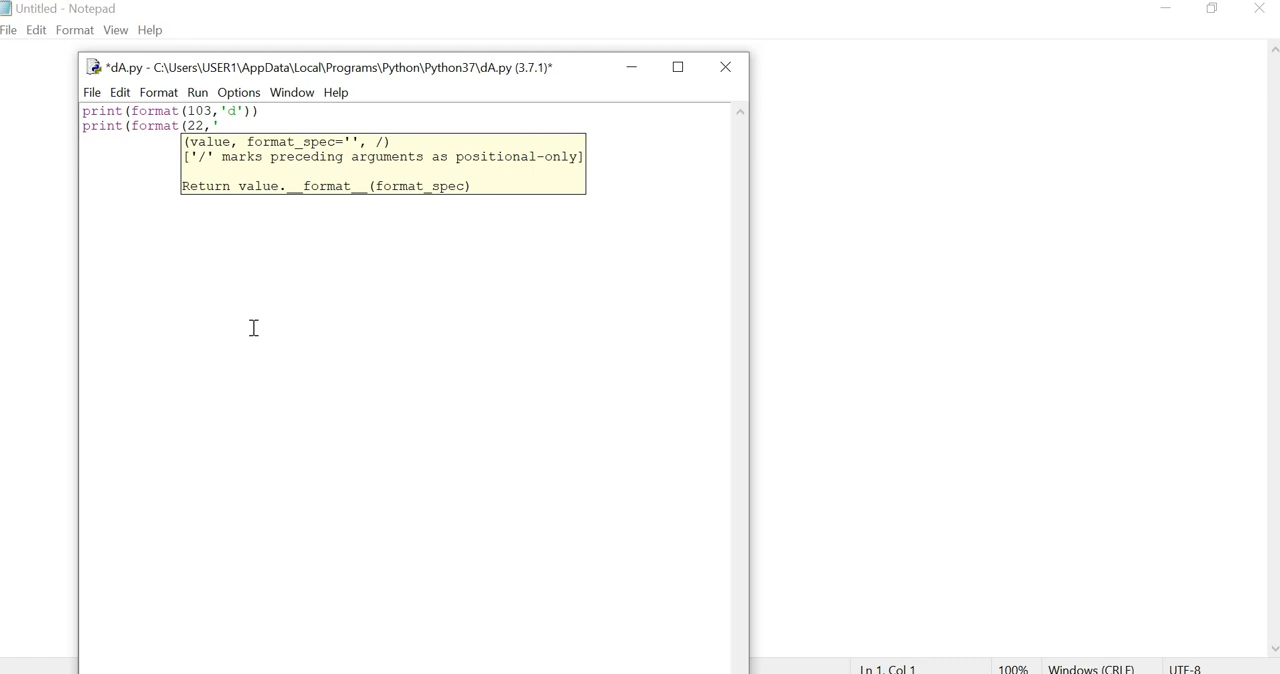 Untitled - Notepad
File Edit Format View Help
*dA.py - C:\Users\USER1\AppData\Local\Programs\Python\Python37\dA.py (3.7.1)*
File Edit Format Run Options Window Help
print(format(103,'d'))
print(format(22,'
(value, format_spec='', /)
['/' marks preceding arguments as positional-only]
Return value.__format__(format_spec)
Ln 1, Col 1 100% Windows (CRLF) UTF-8